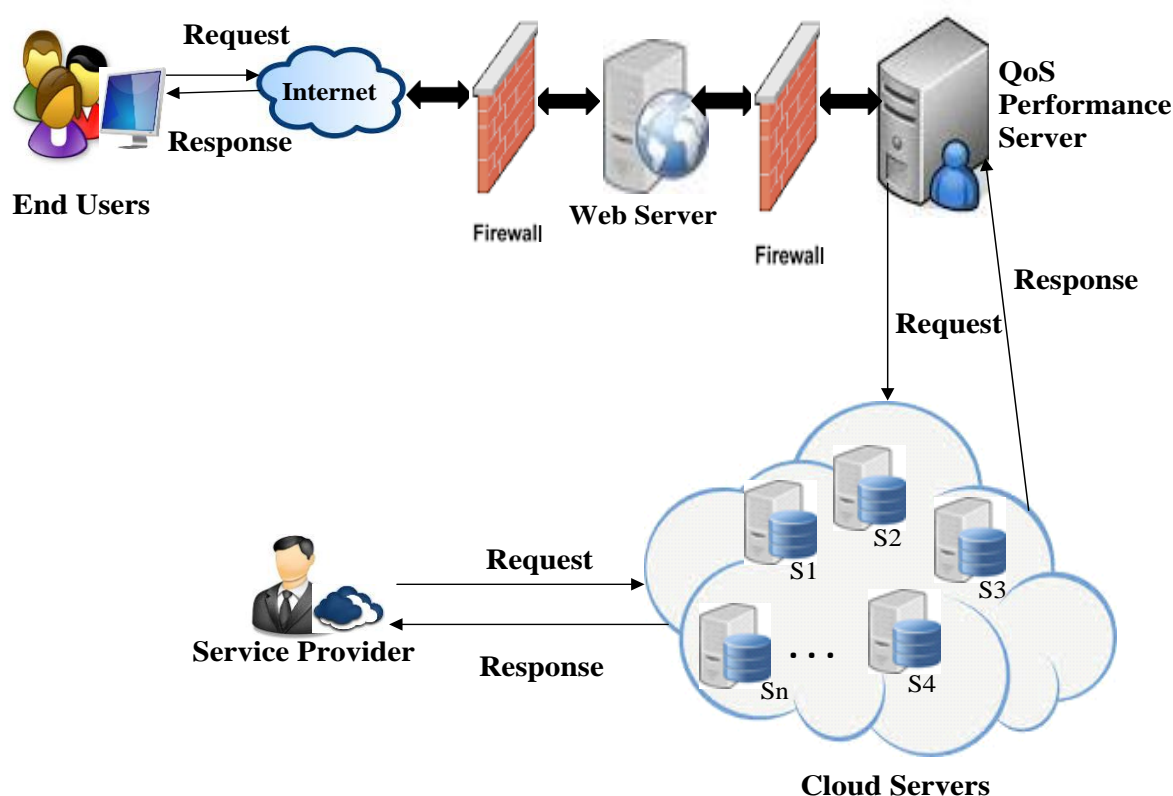 Request
Internet
Response
End Users
Firewall
Web Server
Firewall
QoS
Performance
Server
Response
Request
S1
S2
S3
Request
Service Provider
Response
Sn
. . .
S4
Cloud Servers